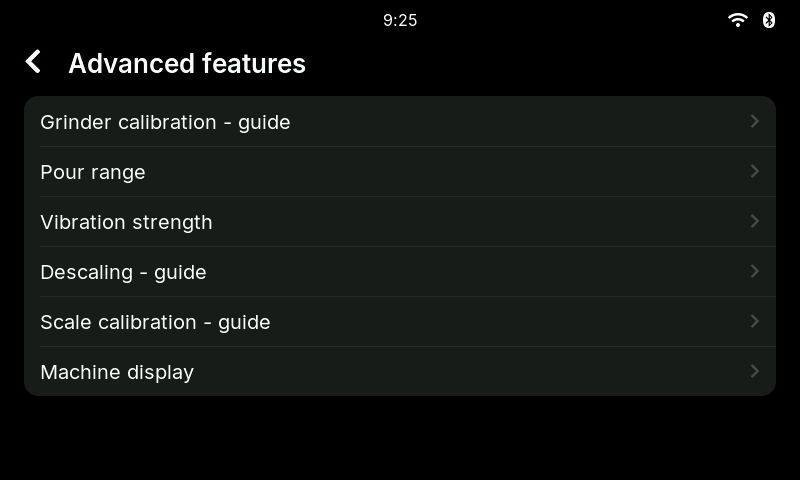 9:25
Advanced features
Grinder calibration - guide
Pour range
Vibration strength
Descaling - guide
Scale calibration - guide
Machine display